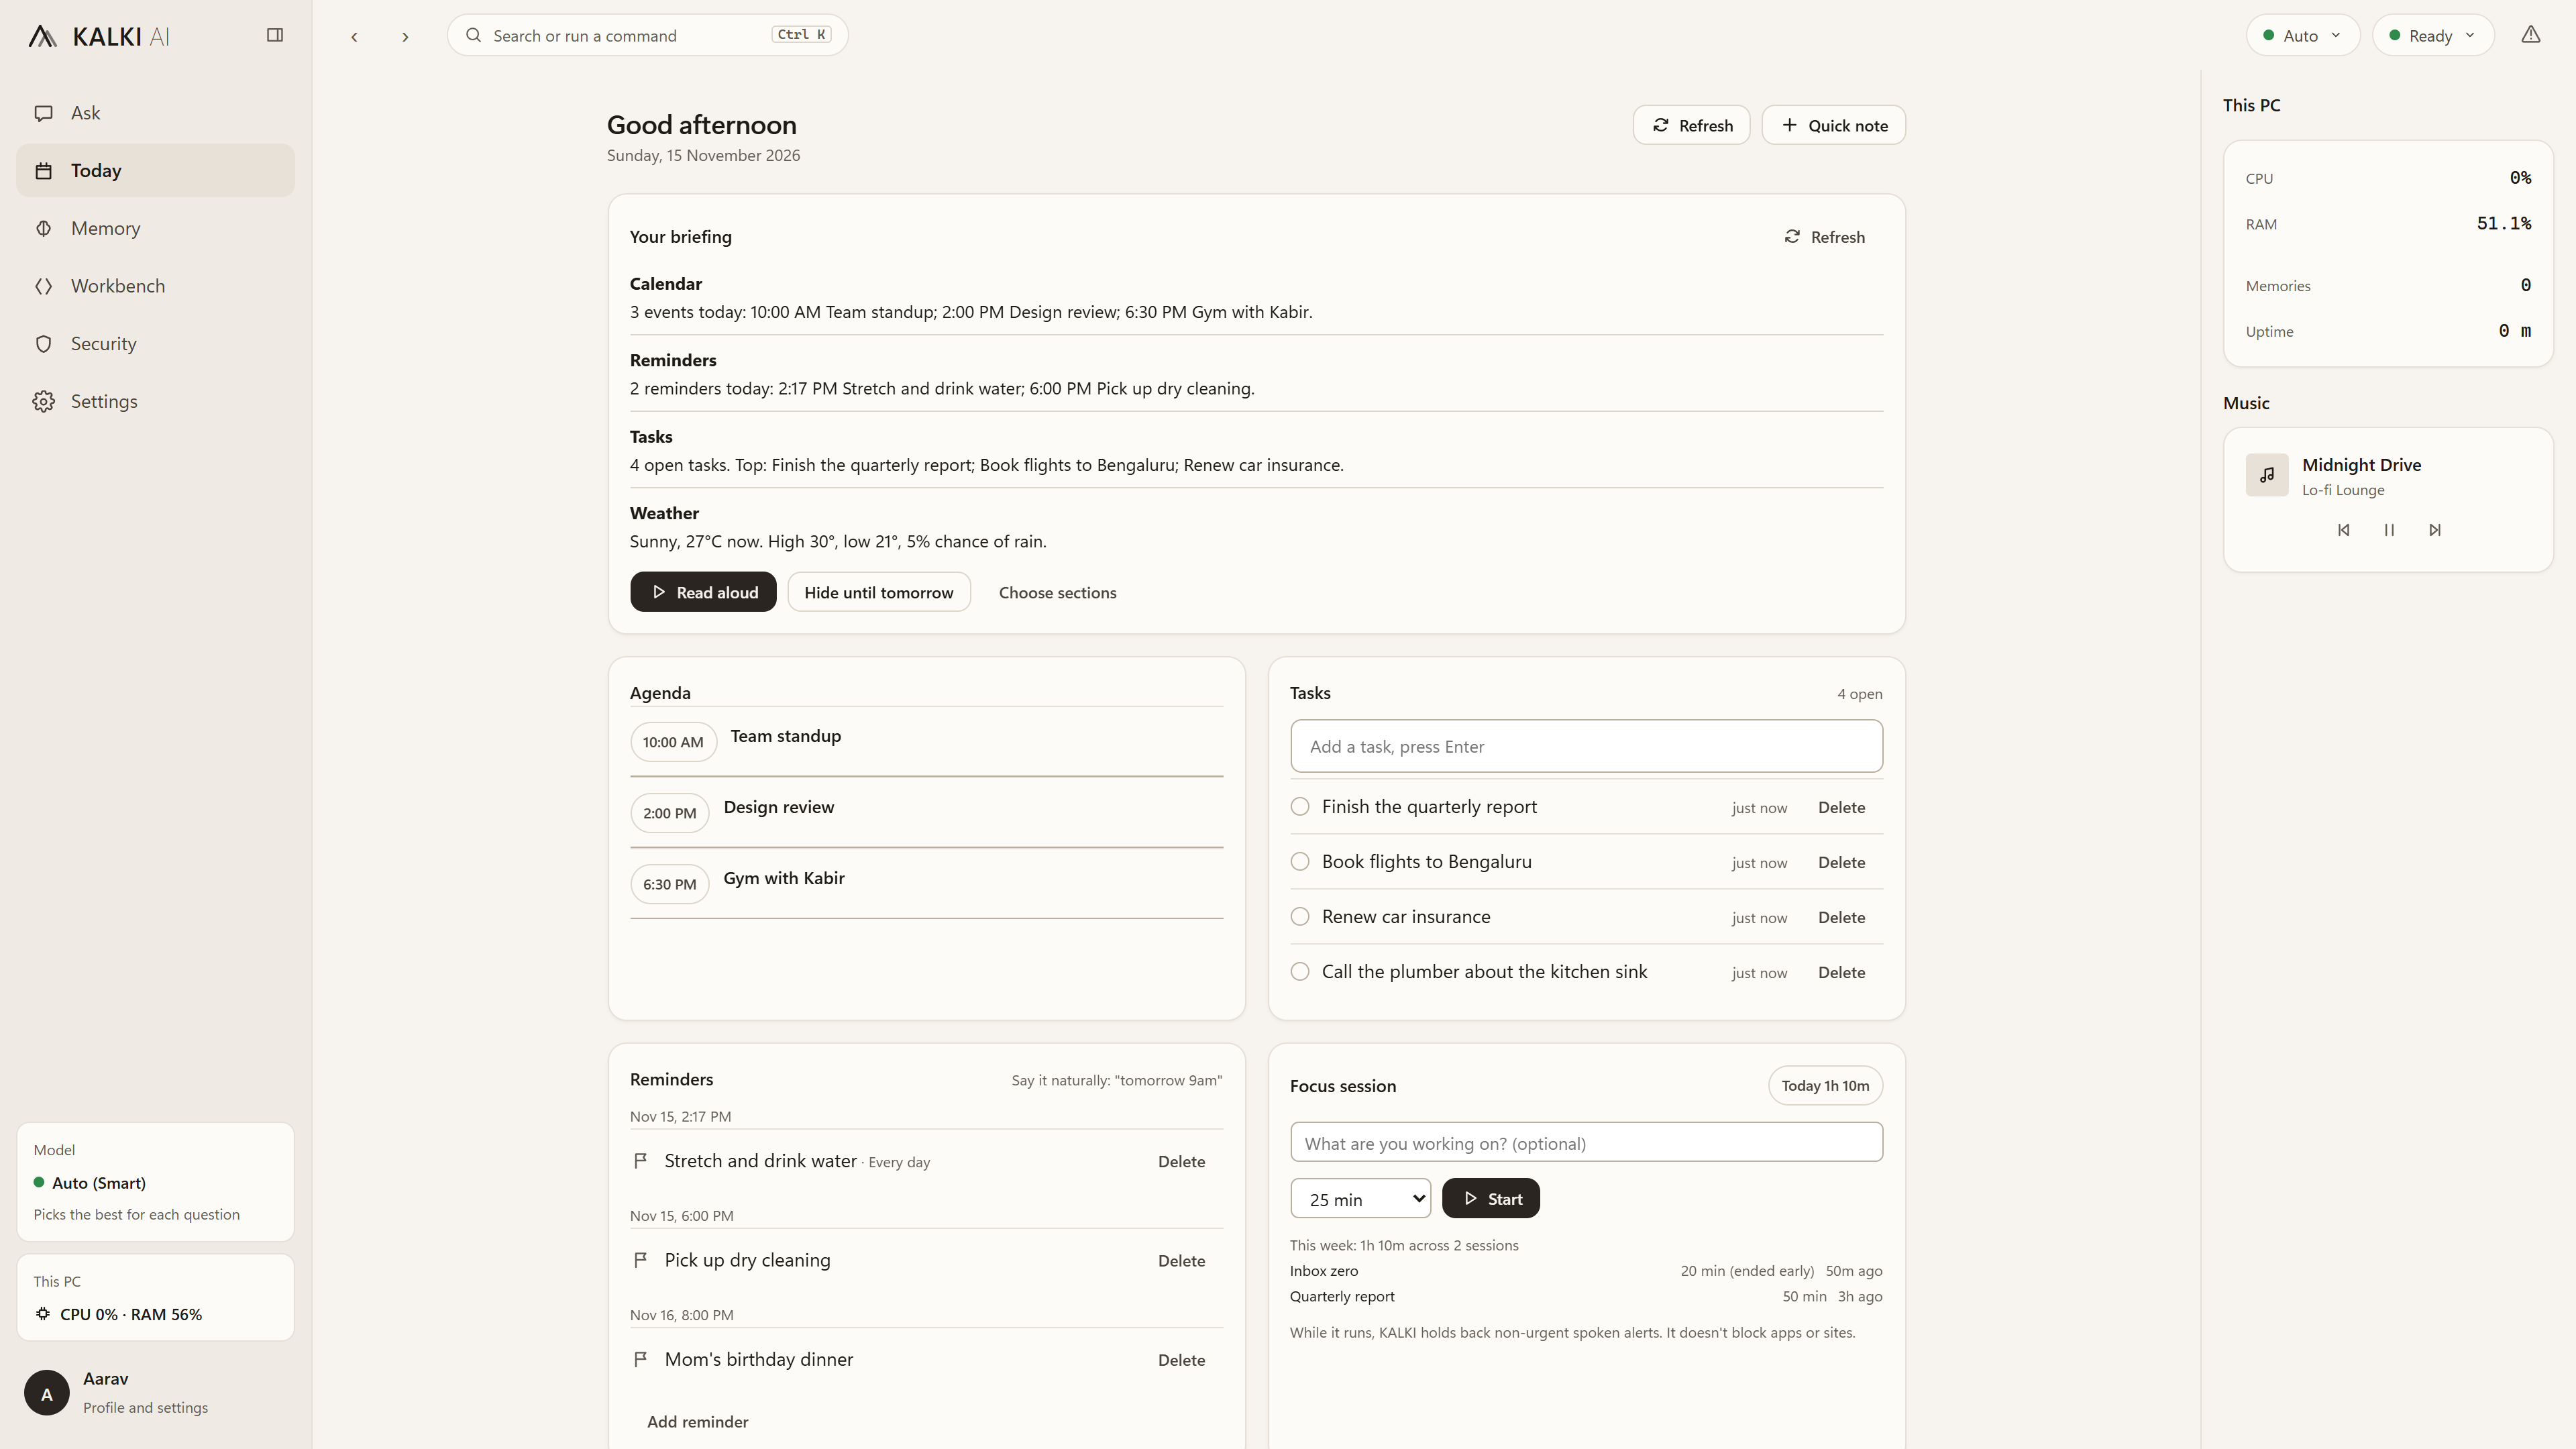 KALKI AI
Search or run a command
Ctrl K
Auto
Ready
Ask
Today
Memory
Workbench
Security
Settings
Model
Auto (Smart)
Picks the best for each question
This PC
CPU 0% · RAM 56%
A
Aarav
Profile and settings
Good afternoon
Sunday, 15 November 2026
Refresh
Quick note
Your briefing
Refresh
Calendar
3 events today: 10:00 AM Team standup; 2:00 PM Design review; 6:30 PM Gym with Kabir.
Reminders
2 reminders today: 2:17 PM Stretch and drink water; 6:00 PM Pick up dry cleaning.
Tasks
4 open tasks. Top: Finish the quarterly report; Book flights to Bengaluru; Renew car insurance.
Weather
Sunny, 27°C now. High 30°, low 21°, 5% chance of rain.
Read aloud
Hide until tomorrow
Choose sections
Agenda
10:00 AM Team standup
2:00 PM Design review
6:30 PM Gym with Kabir
Tasks
4 open
Add a task, press Enter
Finish the quarterly report just now Delete
Book flights to Bengaluru just now Delete
Renew car insurance just now Delete
Call the plumber about the kitchen sink just now Delete
Reminders
Say it naturally: "tomorrow 9am"
Nov 15, 2:17 PM
Stretch and drink water · Every day Delete
Nov 15, 6:00 PM
Pick up dry cleaning Delete
Nov 16, 8:00 PM
Mom's birthday dinner Delete
Add reminder
Focus session
Today 1h 10m
What are you working on? (optional)
25 min
Start
This week: 1h 10m across 2 sessions
Inbox zero 20 min (ended early) 50m ago
Quarterly report 50 min 3h ago
While it runs, KALKI holds back non-urgent spoken alerts. It doesn't block apps or sites.
This PC
CPU 0%
RAM 51.1%
Memories 0
Uptime 0 m
Music
Midnight Drive
Lo-fi Lounge